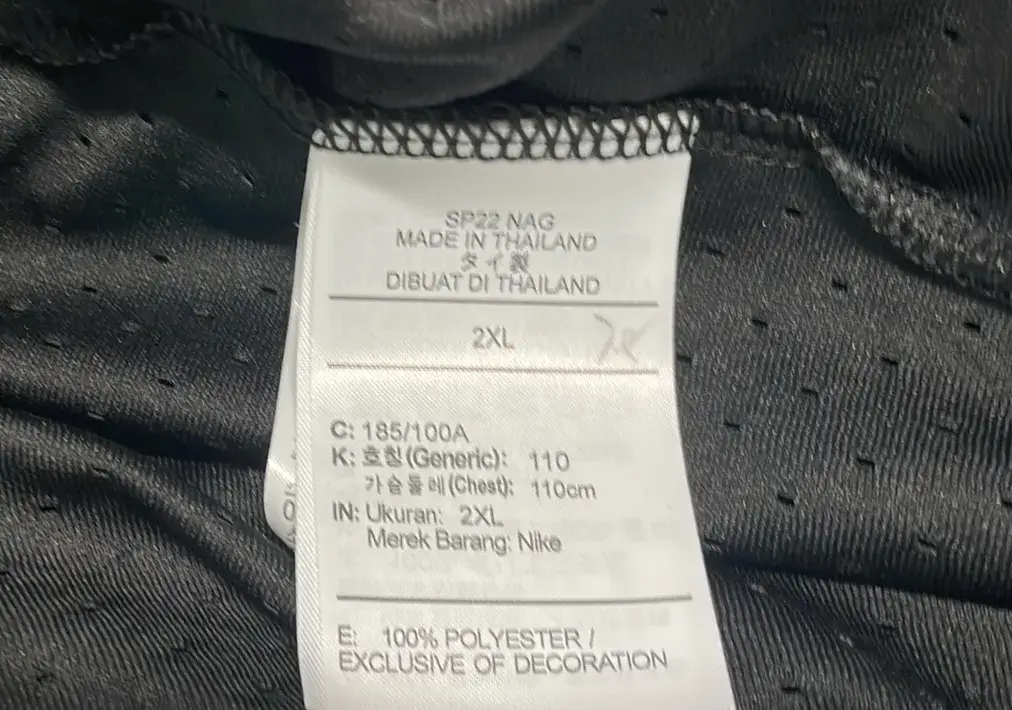 SP22 NAG
MADE IN THAILAND
タイ製
DIBUAT DI THAILAND
2XL
C: 185/100A
K: 호칭(Generic): 110
가슴둘레(Chest): 110cm
IN: Ukuran: 2XL
Merek Barang: Nike
E: 100% POLYESTER /
EXCLUSIVE OF DECORATION